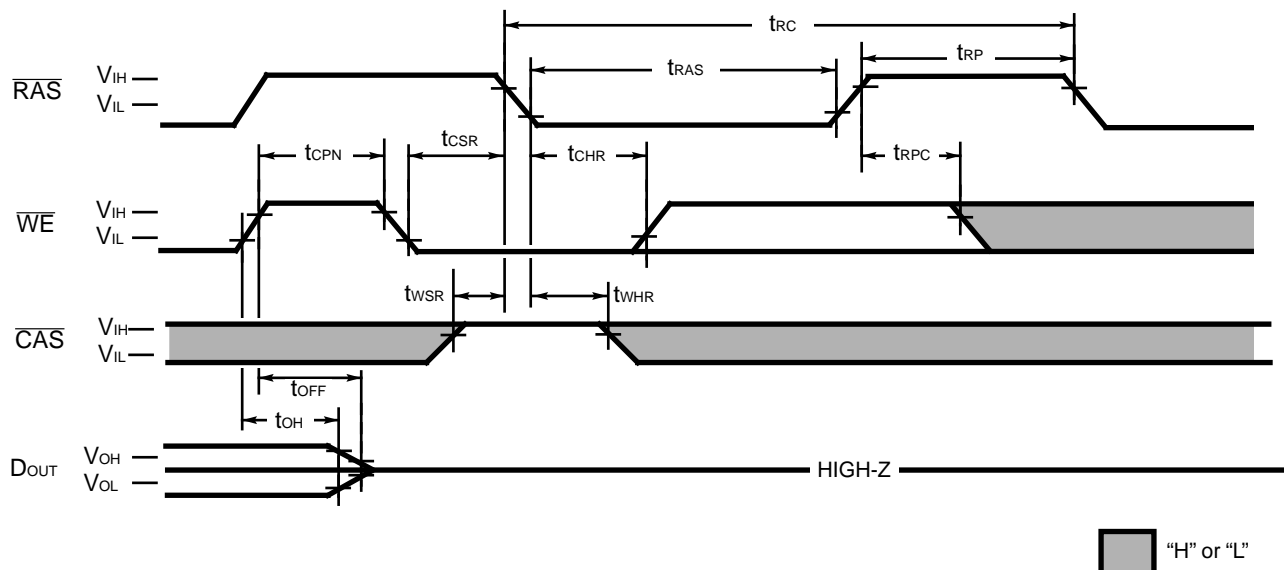 tRC
tRAS
tRP
RAS
VIH
VIL
tCPN
tCSR
tCHR
tRPC
WE
VIH
VIL
tWSR
tWHR
CAS
VIH
VIL
tOFF
tOH
DOUT
VOH
VOL
HIGH-Z
“H” or “L”